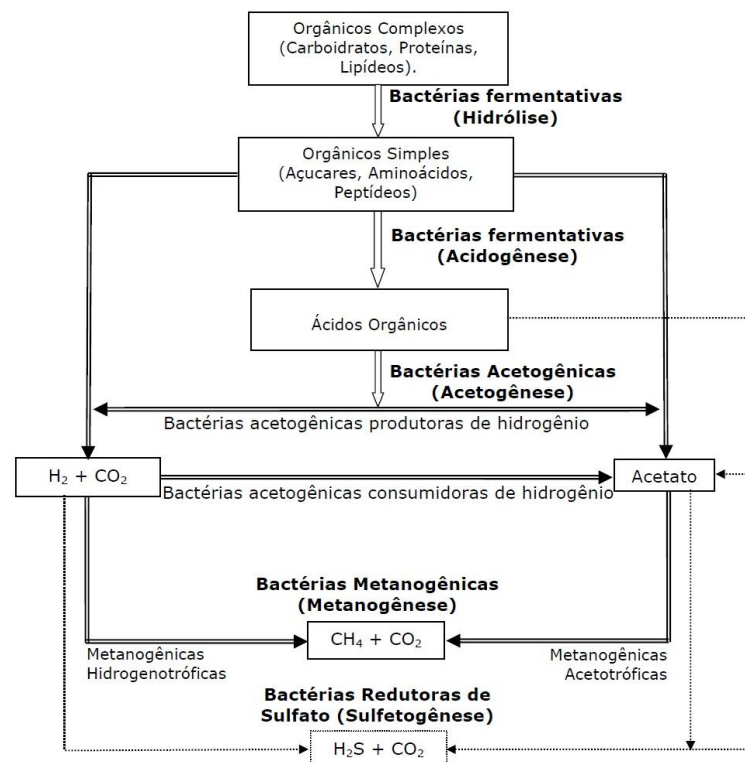 Orgânicos Complexos
(Carboidratos, Proteínas,
Lipídeos).
Bactérias fermentativas
(Hidrólise)
Orgânicos Simples
(Açucares, Aminoácidos,
Peptídeos)
Bactérias fermentativas
(Acidogênese)
Ácidos Orgânicos
Bactérias Acetogênicas
(Acetogênese)
Bactérias acetogênicas produtoras de hidrogênio
H₂ + CO₂
Acetato
Bactérias acetogênicas consumidoras de hidrogênio
Bactérias Metanogênicas
(Metanogênese)
CH₄ + CO₂
Metanogênicas
Hidrogenotróficas
Metanogênicas
Acetotróficas
Bactérias Redutoras de
Sulfato (Sulfetogênese)
H₂S + CO₂